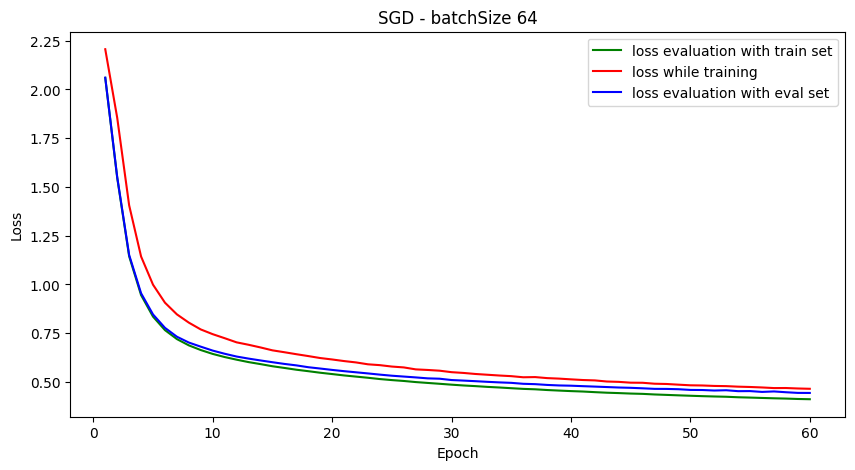 SGD - batchSize 64
2.25
2.00
1.75
1.50
1.25
1.00
0.75
0.50
Loss
loss evaluation with train set
loss while training
loss evaluation with eval set
0 10 20 30 40 50 60
Epoch